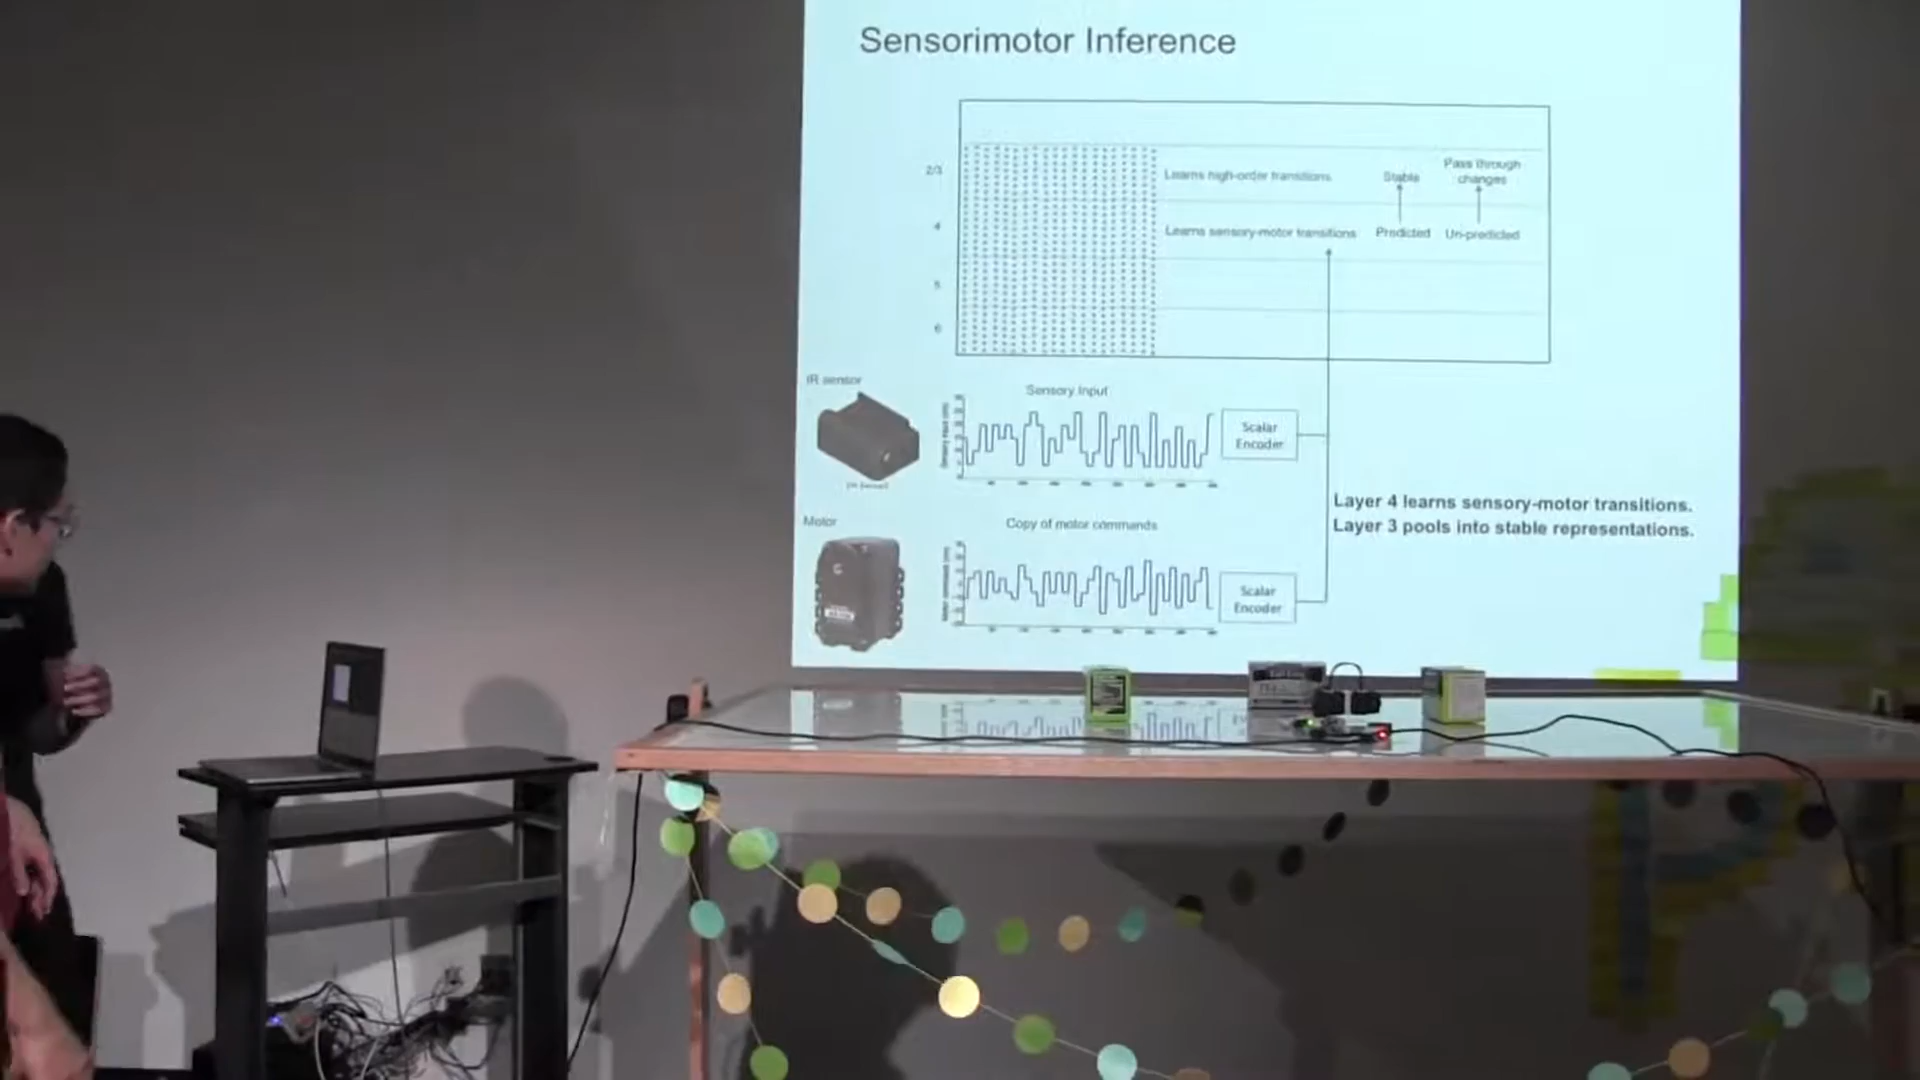 Sensorimotor Inference
2/3
Learns high-order transitions
Stable
Pass through
changes
4
Learns sensory-motor transitions
Predicted
Un-predicted
5
6
IR sensor
Sensory Input
Scalar
Encoder
Layer 4 learns sensory-motor transitions.
Layer 3 pools into stable representations.
Motor
Copy of motor commands
Scalar
Encoder